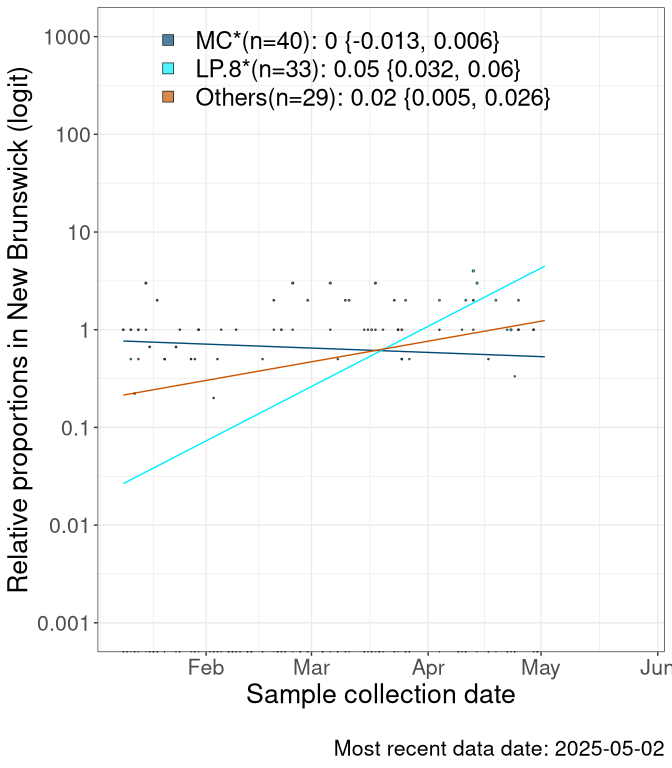 Relative proportions in New Brunswick (logit)
1000
100
10
1
0.1
0.01
0.001
MC*(n=40): 0 {-0.013, 0.006}
LP.8*(n=33): 0.05 {0.032, 0.06}
Others(n=29): 0.02 {0.005, 0.026}
Feb Mar Apr May Jun
Sample collection date
Most recent data date: 2025-05-02